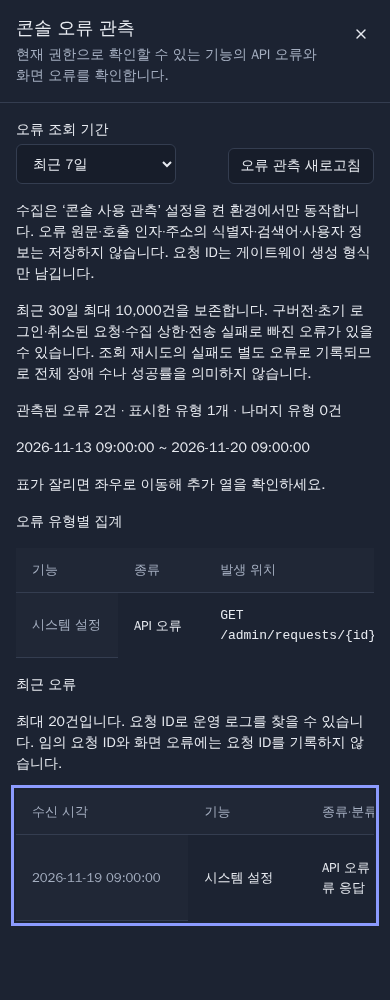 콘솔 오류 관측
현재 권한으로 확인할 수 있는 기능의 API 오류와
화면 오류를 확인합니다.
×
오류 조회 기간
최근 7일
오류 관측 새로고침
수집은 ‘콘솔 사용 관측’ 설정을 켠 환경에서만 동작합니
다. 오류 원문·호출 인자·주소의 식별자·검색어·사용자 정
보는 저장하지 않습니다. 요청 ID는 게이트웨이 생성 형식
만 남깁니다.
최근 30일 최대 10,000건을 보존합니다. 구버전·초기 로
그인·취소된 요청·수집 상한·전송 실패로 빠진 오류가 있을
수 있습니다. 조회 재시도의 실패도 별도 오류로 기록되므
로 전체 장애 수나 성공률을 의미하지 않습니다.
관측된 오류 2건 · 표시한 유형 1개 · 나머지 유형 0건
2026-11-13 09:00:00 ~ 2026-11-20 09:00:00
표가 잘리면 좌우로 이동해 추가 열을 확인하세요.
오류 유형별 집계
기능 종류 발생 위치
시스템 설정 API 오류 GET
/admin/requests/{id}
최근 오류
최대 20건입니다. 요청 ID로 운영 로그를 찾을 수 있습니
다. 임의 요청 ID와 화면 오류에는 요청 ID를 기록하지 않
습니다.
수신 시각 기능 종류·분류
2026-11-19 09:00:00 시스템 설정 API 오류
류 응답